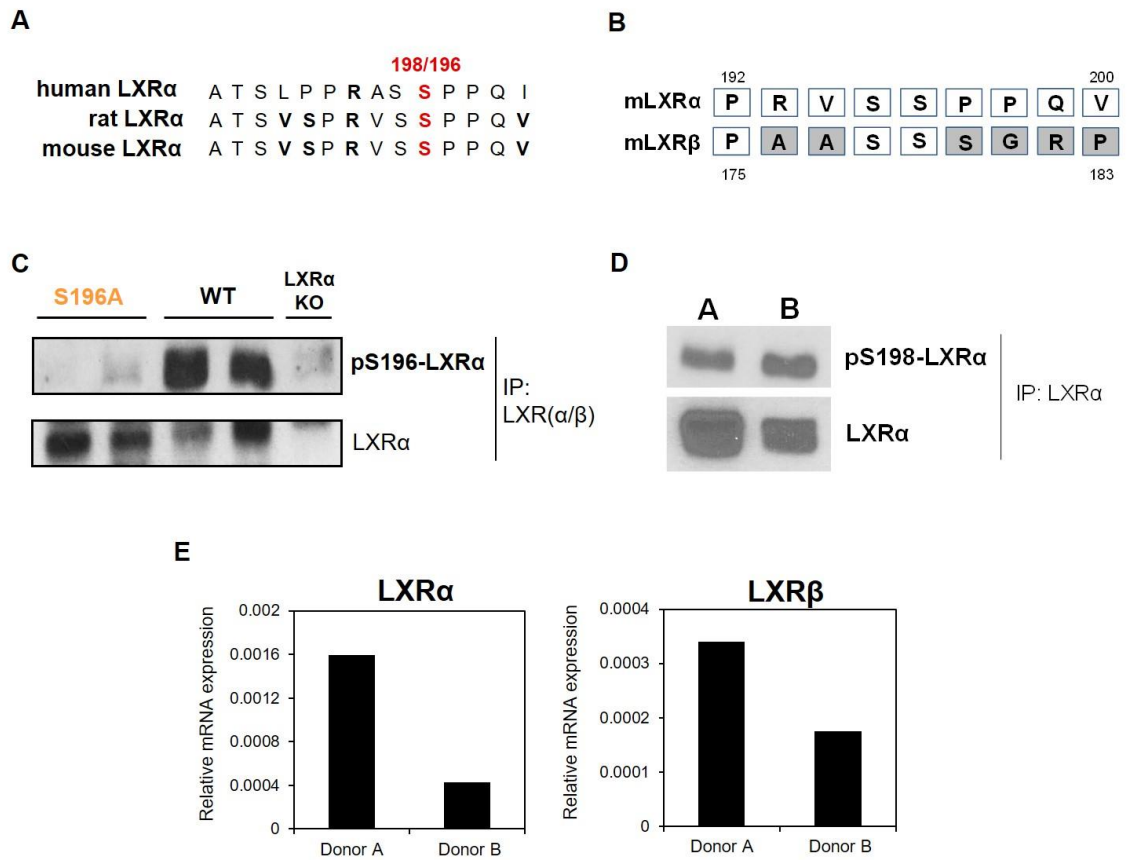 A
198/196
human LXRα A T S L P P R A S S P P Q I
rat LXRα A T S V S P R V S S P P Q V
mouse LXRα A T S V S P R V S S P P Q V
B
192 200
mLXRα P R V S S P P Q V
mLXRβ P A A S S S G R P
175 183
C
S196A WT LXRα KO
pS196-LXRα
LXRα
IP: LXR(α/β)
D
A B
pS198-LXRα
LXRα
IP: LXRα
E
LXRα
Relative mRNA expression
0.002
0.0016
0.0012
0.0008
0.0004
0
Donor A Donor B
LXRβ
Relative mRNA expression
0.0004
0.0003
0.0002
0.0001
0
Donor A Donor B